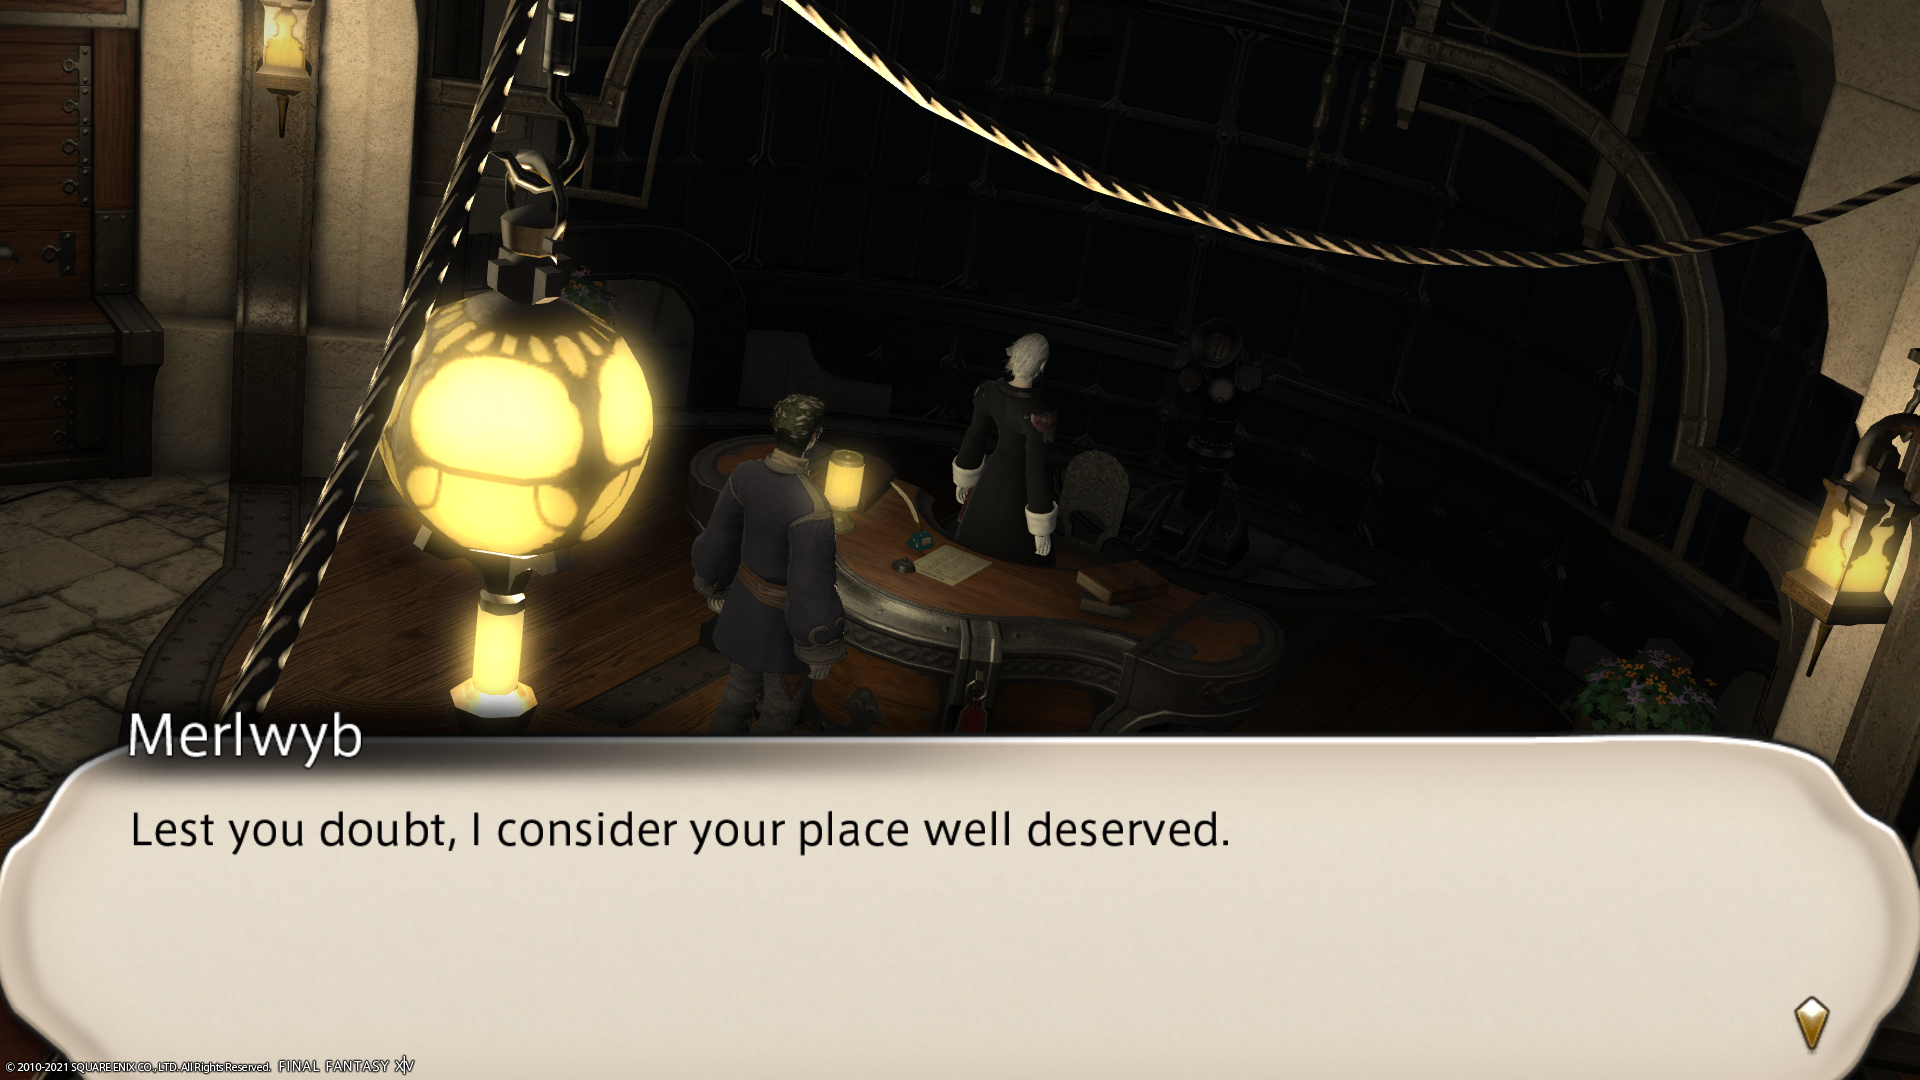 Merlwyb
Lest you doubt, I consider your place well deserved.
© 2010-2021 SQUARE ENIX CO., LTD. All Rights Reserved. FINAL FANTASY XIV